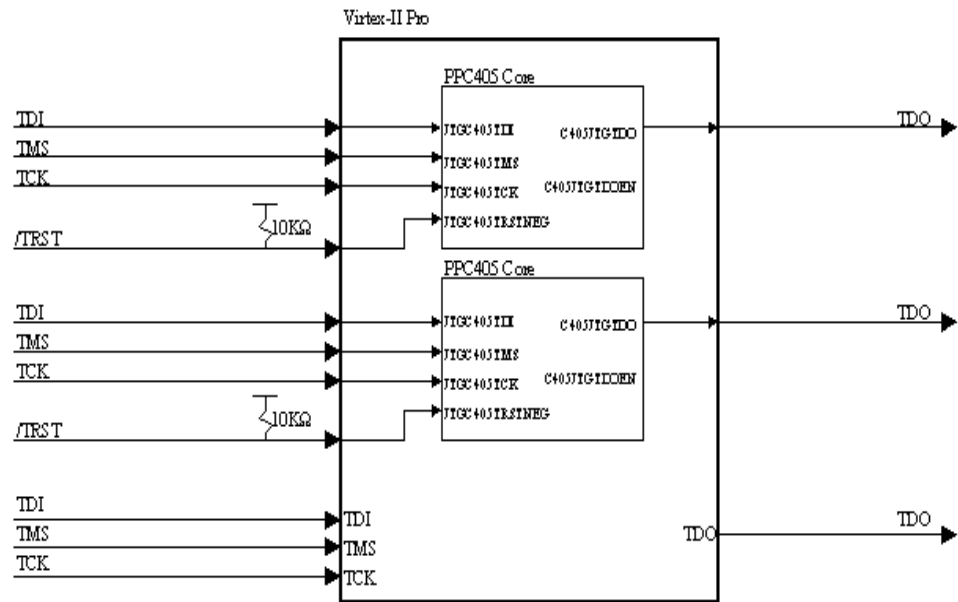 Virtex-II Pro
PPC405 Core
TDI
JTGC405TDI
C405JTGTDO
TDO
TMS
JTGC405TMS
TCK
JTGC405TCK
C405JTGTDOEN
10KΩ
/TRST
JTGC405TRSTNEG
PPC405 Core
TDI
JTGC405TDI
C405JTGTDO
TDO
TMS
JTGC405TMS
TCK
JTGC405TCK
C405JTGTDOEN
10KΩ
/TRST
JTGC405TRSTNEG
TDI
TDI
TMS
TMS
TDO
TDO
TCK
TCK